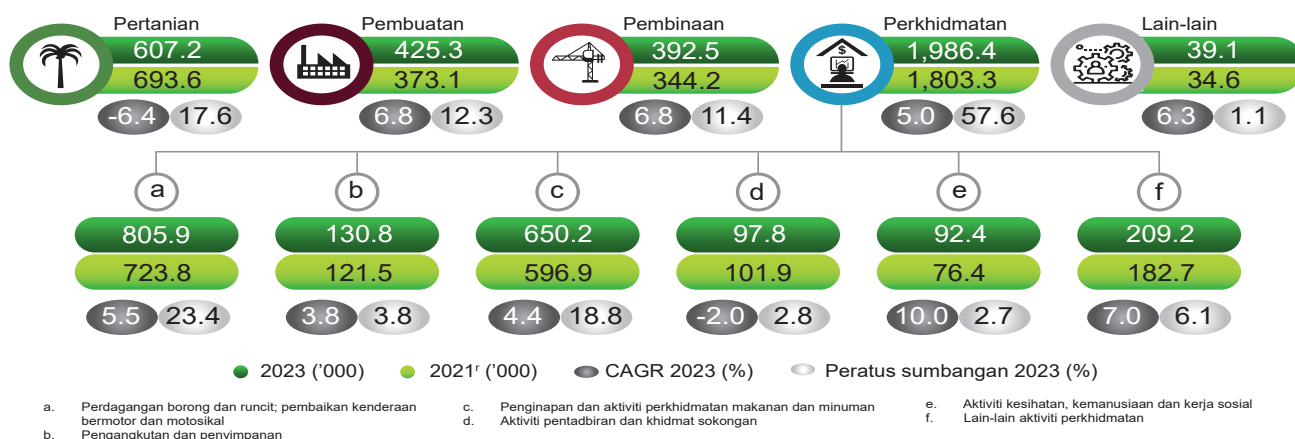 Pertanian
607.2
693.6
-6.4 17.6
Pembuatan
425.3
373.1
6.8 12.3
Pembinaan
392.5
344.2
6.8 11.4
Perkhidmatan
$
1,986.4
1,803.3
5.0 57.6
Lain-lain
39.1
34.6
6.3 1.1
a
805.9
723.8
5.5 23.4
b
130.8
121.5
3.8 3.8
c
650.2
596.9
4.4 18.8
d
97.8
101.9
-2.0 2.8
e
92.4
76.4
10.0 2.7
f
209.2
182.7
7.0 6.1
2023 ('000) 2021ʳ ('000) CAGR 2023 (%) Peratus sumbangan 2023 (%)
a. Perdagangan borong dan runcit; pembaikan kenderaan
bermotor dan motosikal
b. Pengangkutan dan penyimpanan
c. Penginapan dan aktiviti perkhidmatan makanan dan minuman
d. Aktiviti pentadbiran dan khidmat sokongan
e. Aktiviti kesihatan, kemanusiaan dan kerja sosial
f. Lain-lain aktiviti perkhidmatan